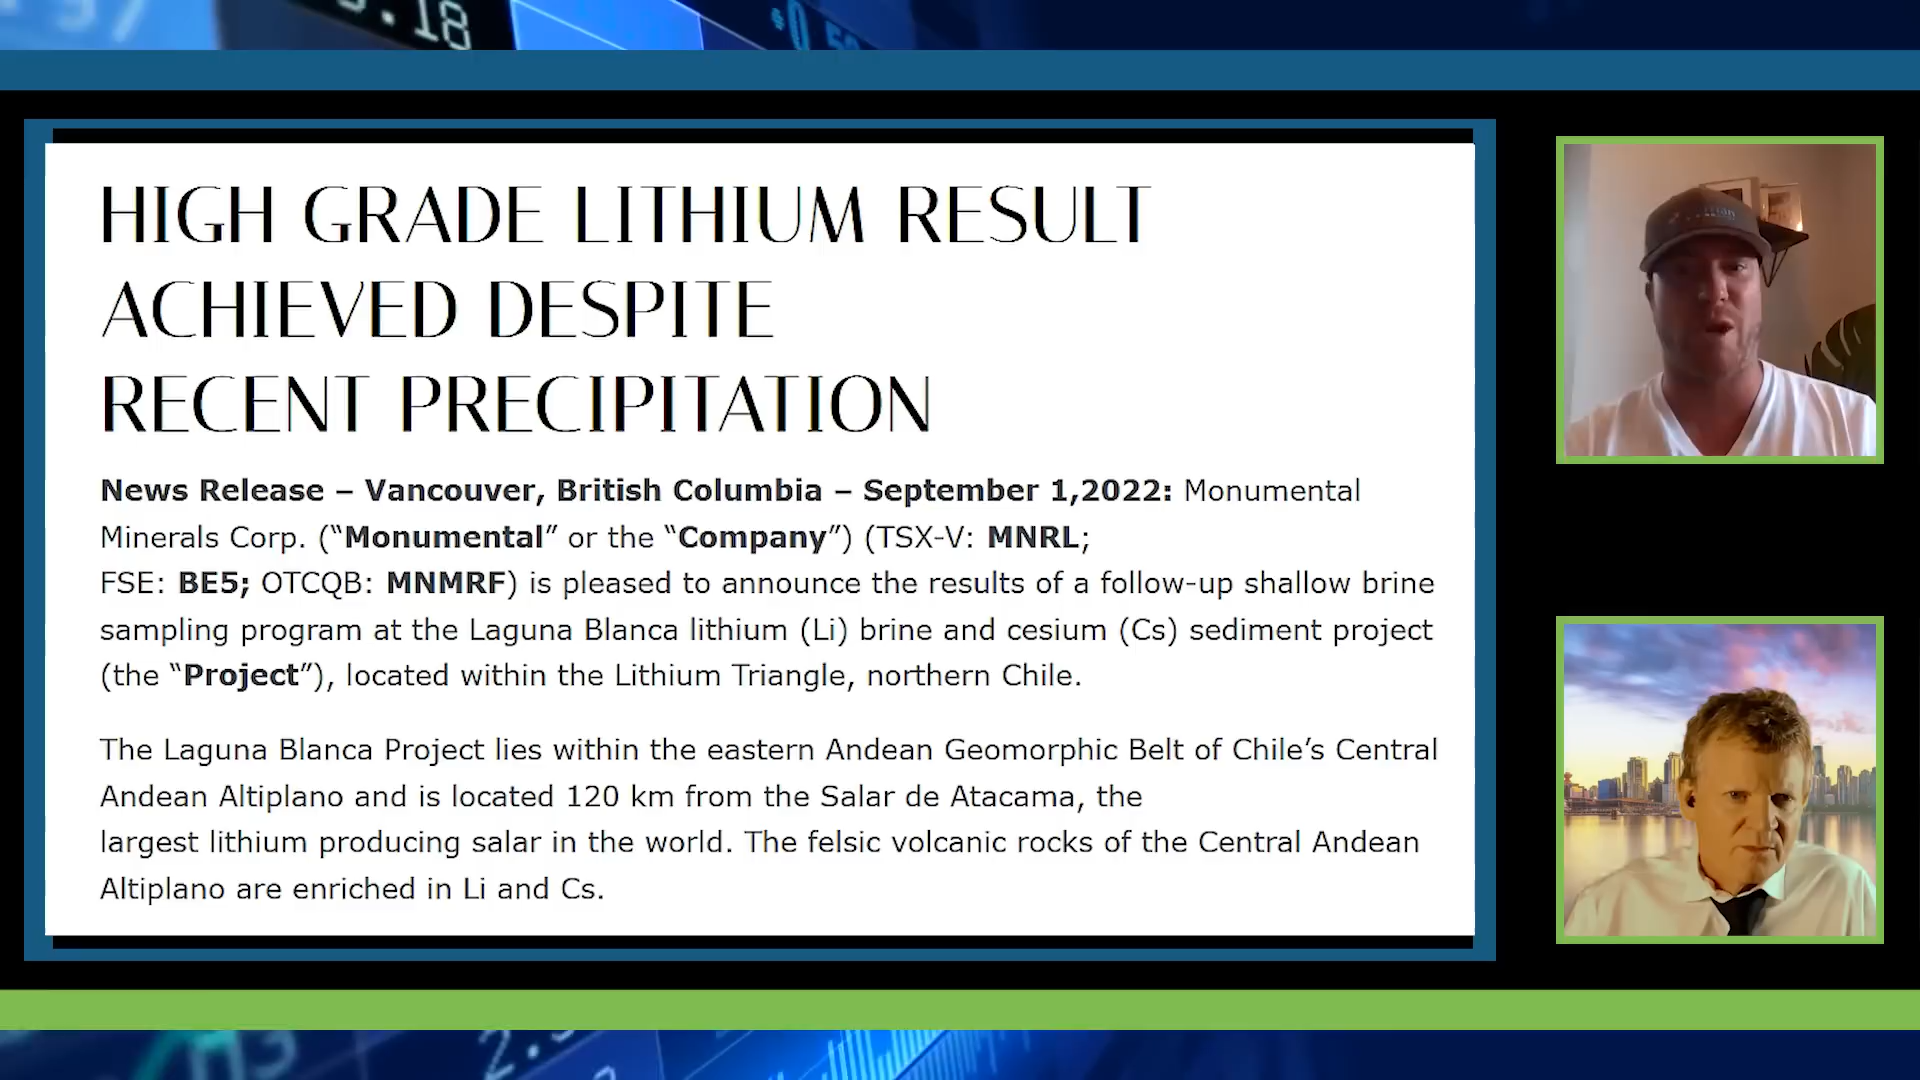 .18
$0
HIGH GRADE LITHIUM RESULT
ACHIEVED DESPITE
RECENT PRECIPITATION
News Release – Vancouver, British Columbia – September 1,2022: Monumental
Minerals Corp. (“Monumental” or the “Company”) (TSX-V: MNRL;
FSE: BE5; OTCQB: MNMRF) is pleased to announce the results of a follow-up shallow brine
sampling program at the Laguna Blanca lithium (Li) brine and cesium (Cs) sediment project
(the “Project”), located within the Lithium Triangle, northern Chile.
The Laguna Blanca Project lies within the eastern Andean Geomorphic Belt of Chile’s Central
Andean Altiplano and is located 120 km from the Salar de Atacama, the
largest lithium producing salar in the world. The felsic volcanic rocks of the Central Andean
Altiplano are enriched in Li and Cs.